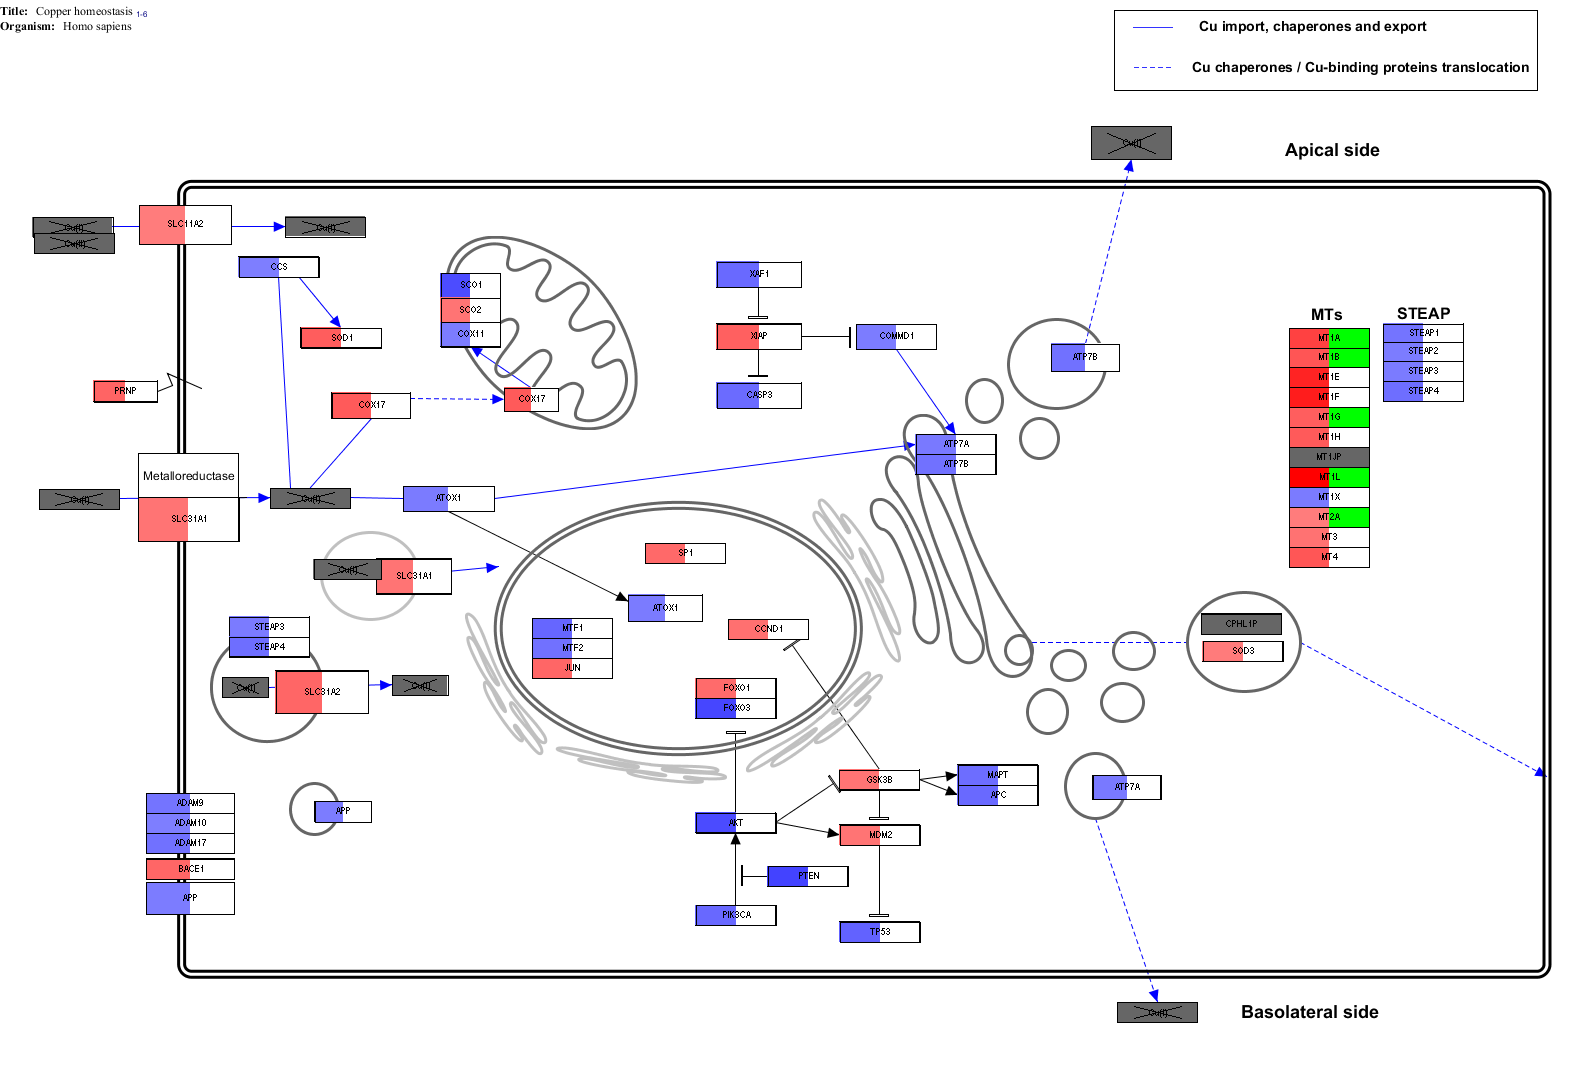 Title: Copper homeostasis 1-6
Organism: Homo sapiens
Cu import, chaperones and export
Cu chaperones / Cu-binding proteins translocation
Cu(I)
Apical side
SLC11A2
Cu(I)
Cu(II)
Cu(I)
CCS
SOD1
PRNP
COX17
SCO1
SCO2
COX11
COX17
XAF1
XIAP
COMMD1
CASP3
ATP7B
ATP7A
ATP7B
MTs
MT1A
MT1B
MT1E
MT1F
MT1G
MT1H
MT1JP
MT1L
MT1X
MT2A
MT3
MT4
STEAP
STEAP1
STEAP2
STEAP3
STEAP4
Metalloreductase
Cu(I)
SLC31A1
Cu(I)
ATOX1
Cu(I)
SLC31A1
SP1
ATOX1
MTF1
MTF2
JUN
CCND1
FOXO1
FOXO3
STEAP3
STEAP4
Cu(I)
SLC31A2
Cu(I)
CPHL1P
SOD3
ADAM9
ADAM10
ADAM17
BACE1
APP
APP
GSK3B
MAPT
APC
AKT
MDM2
PTEN
PIK3CA
TP53
ATP7A
Cu(I)
Basolateral side